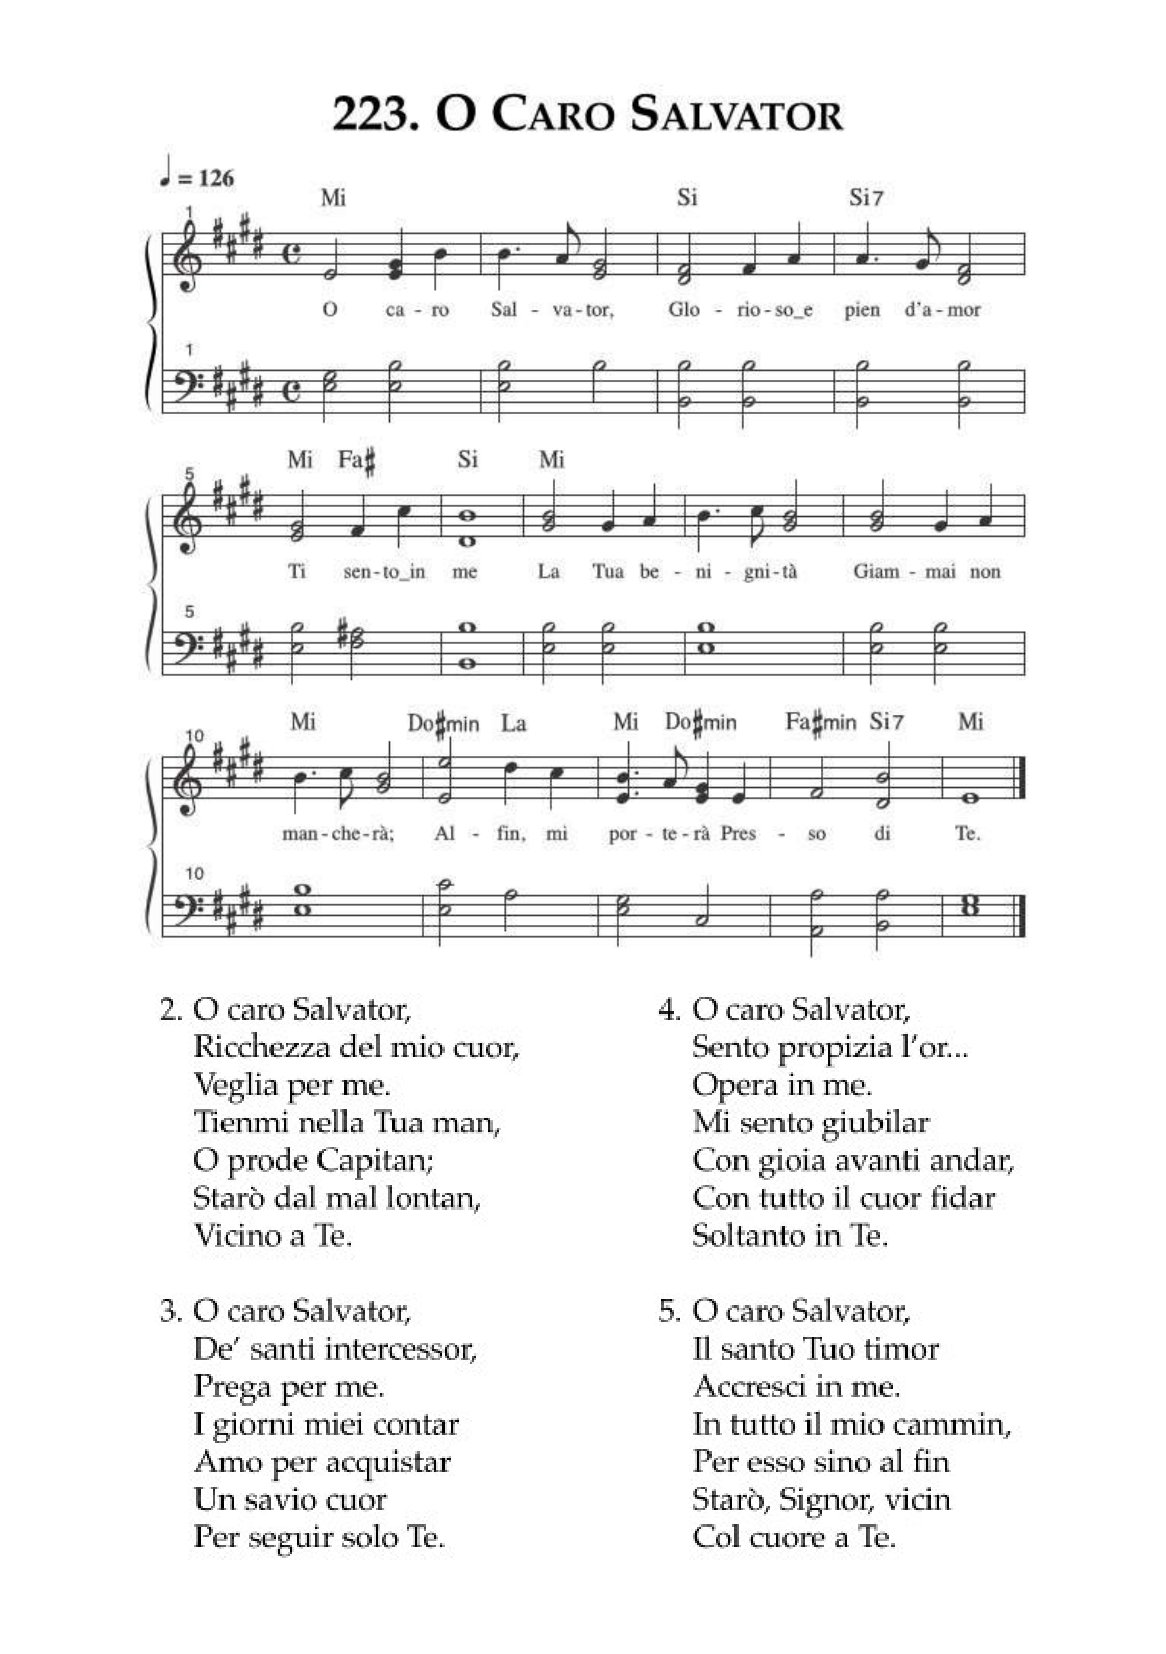 223. O Caro Salvator
= 126
Mi Si Si7
1
O ca - ro Sal - va - tor, Glo - rio - so_e pien d'a - mor
1
Mi Fa# Si Mi
5
Ti sen - to_in me La Tua be - ni - gni - tà Giam - mai non
5
Mi Do#min La Mi Do#min Fa#min Si7 Mi
10
man - che - rà; Al - fin, mi por - te - rà Pres - so di Te.
10
2. O caro Salvator,
Ricchezza del mio cuor,
Veglia per me.
Tienmi nella Tua man,
O prode Capitan;
Starò dal mal lontan,
Vicino a Te.
3. O caro Salvator,
De' santi intercessor,
Prega per me.
I giorni miei contar
Amo per acquistar
Un savio cuor
Per seguir solo Te.
4. O caro Salvator,
Sento propizia l'or...
Opera in me.
Mi sento giubilar
Con gioia avanti andar,
Con tutto il cuor fidar
Soltanto in Te.
5. O caro Salvator,
Il santo Tuo timor
Accresci in me.
In tutto il mio cammin,
Per esso sino al fin
Starò, Signor, vicin
Col cuore a Te.